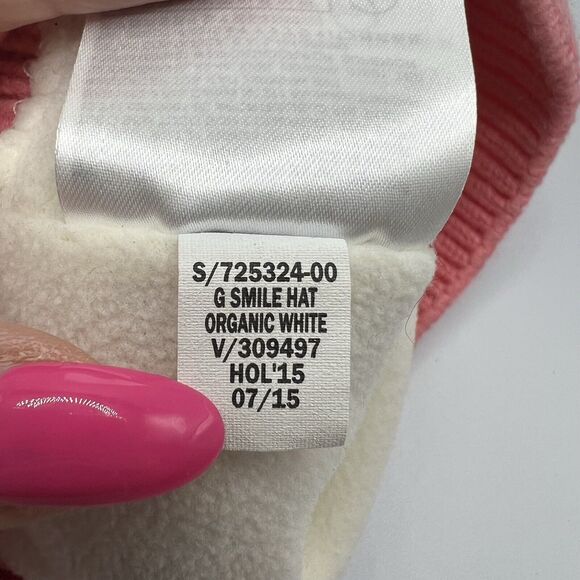 S/725324-00
G SMILE HAT
ORGANIC WHITE
V/309497
HOL'15
07/15